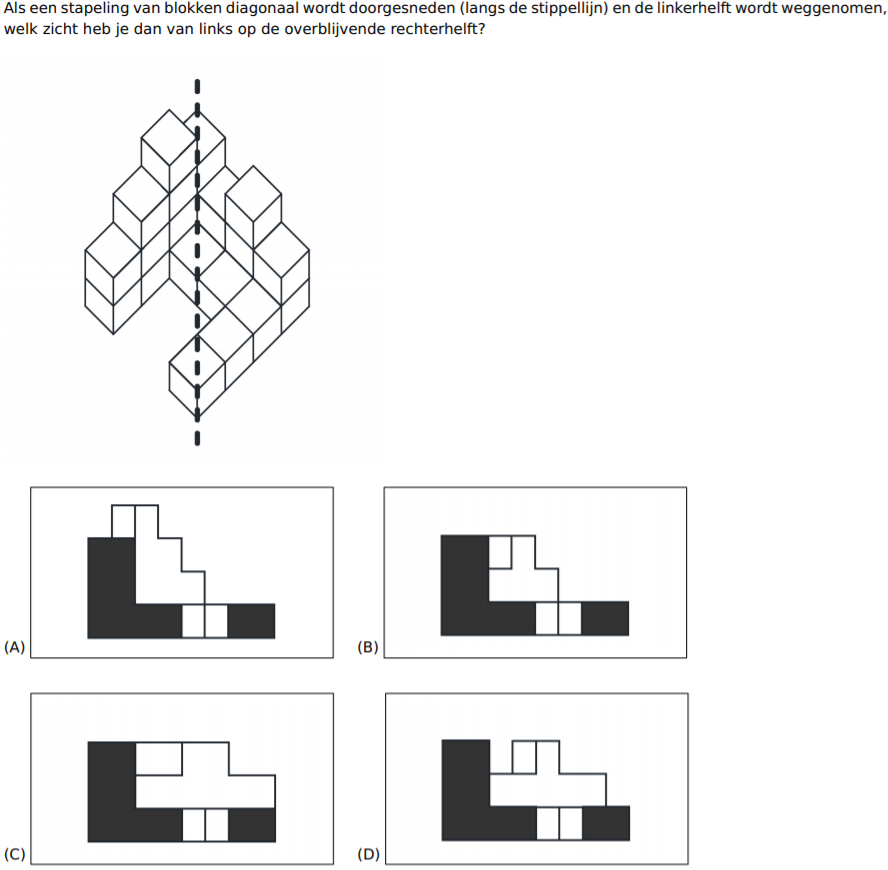 Als een stapeling van blokken diagonaal wordt doorgesneden (langs de stippellijn) en de linkerhelft wordt weggenomen,
welk zicht heb je dan van links op de overblijvende rechterhelft?
(A)
(B)
(C)
(D)